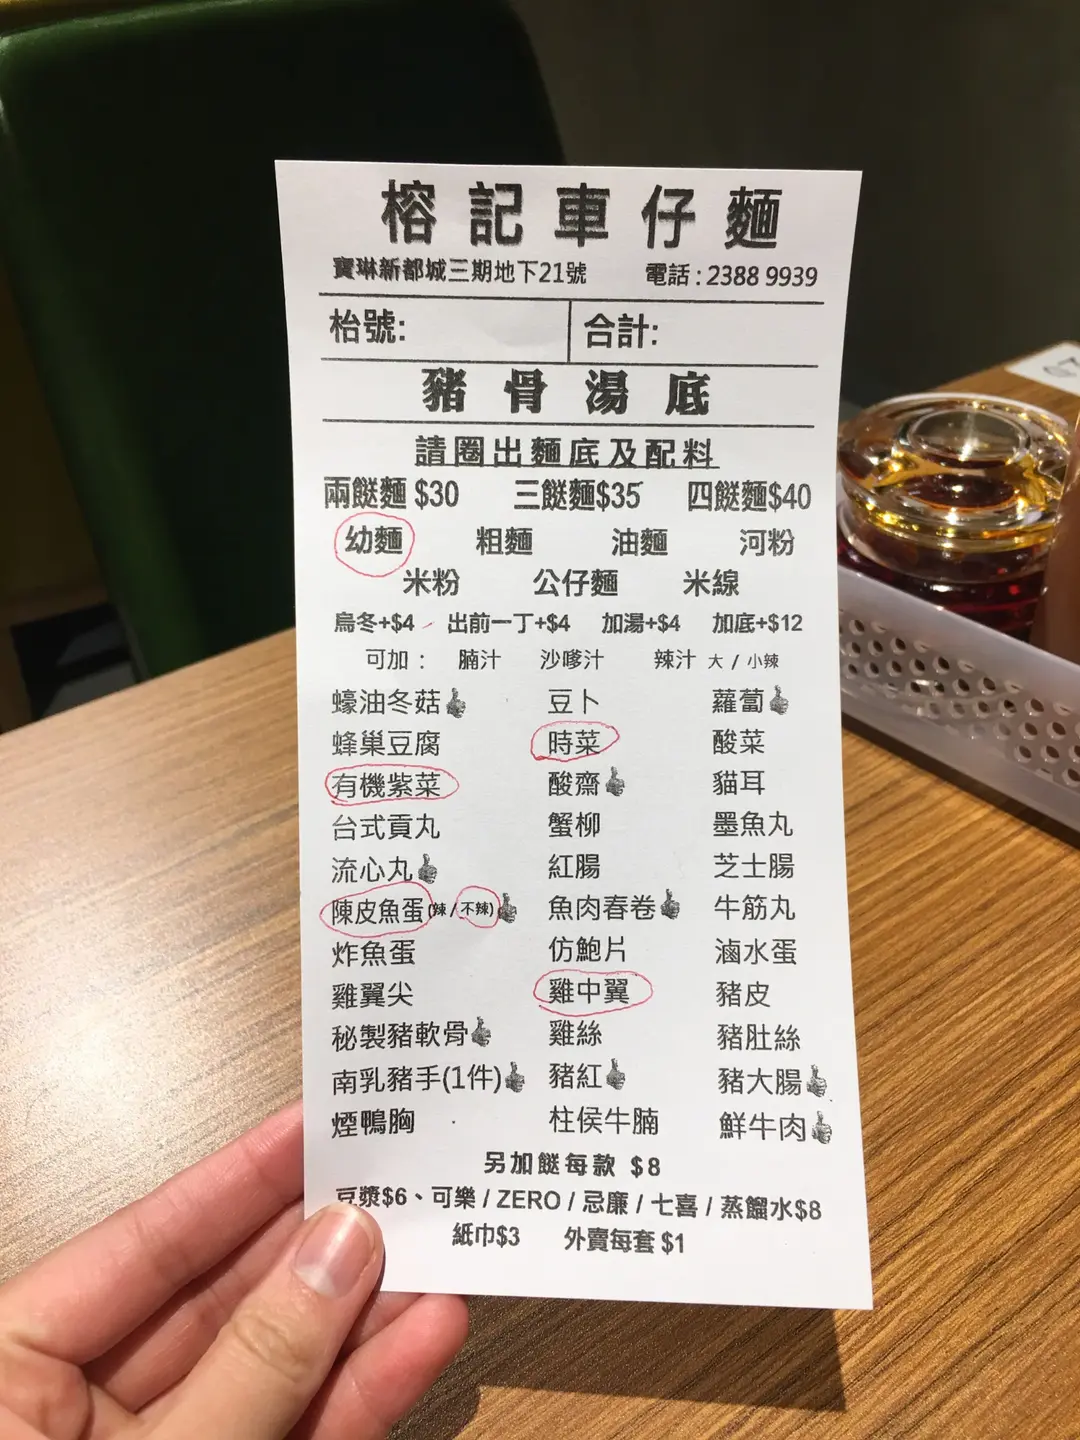 榕記車仔麵
寶琳新都城三期地下21號 電話 : 2388 9939
枱號: 合計:
豬骨湯底
請圈出麵底及配料
兩餸麵 $30 三餸麵$35 四餸麵$40
幼麵 粗麵 油麵 河粉
米粉 公仔麵 米線
烏冬+$4 出前一丁+$4 加湯+$4 加底+$12
可加 : 腩汁 沙嗲汁 辣汁 大 / 小辣
蠔油冬菇 豆卜 蘿蔔
蜂巢豆腐 時菜 酸菜
有機紫菜 酸齋 貓耳
台式貢丸 蟹柳 墨魚丸
流心丸 紅腸 芝士腸
陳皮魚蛋(辣 / 不辣) 魚肉春卷 牛筋丸
炸魚蛋 仿鮑片 滷水蛋
雞翼尖 雞中翼 豬皮
秘製豬軟骨 雞絲 豬肚絲
南乳豬手(1件) 豬紅 豬大腸
煙鴨胸 柱侯牛腩 鮮牛肉
另加餸每款 $8
豆漿$6、可樂 / ZERO / 忌廉 / 七喜 / 蒸餾水$8
紙巾$3 外賣每套 $1